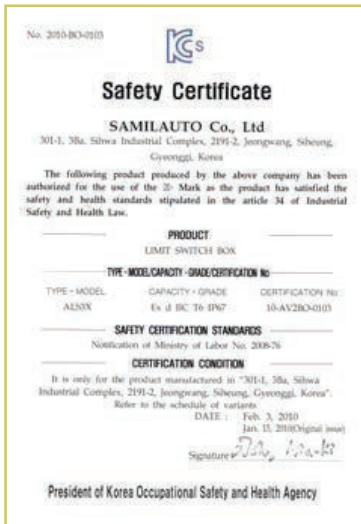 No. 2010-BO-0103
KCs
Safety Certificate
SAMILAUTO Co., Ltd
301-1, 3Ba, Sihwa Industrial Complex, 2191-2, Jeongwang, Siheung,
Gyeonggi, Korea
The following product produced by the above company has been
authorized for the use of the Mark as the product has satisfied the
safety and health standards stipulated in the article 34 of Industrial
Safety and Health Law.
PRODUCT
LIMIT SWITCH BOX
TYPE - MODEL/CAPACITY - GRADE/CERTIFICATION No
TYPE - MODEL CAPACITY - GRADE CERTIFICATION No
Ex d IIC T6 IP67 10-AV2BO-0103
SAFETY CERTIFICATION STANDARDS
Notification of Ministry of Labor No. 2008-76
CERTIFICATION CONDITION
It is only for the product manufactured in "301-1, 3Ba, Sihwa
Industrial Complex, 2191-2, Jeongwang, Siheung, Gyeonggi, Korea".
Refer to the schedule of variants
DATE : Feb. 3, 2010
Jan. 13, 2010(Original issue)
Signature
President of Korea Occupational Safety and Health Agency